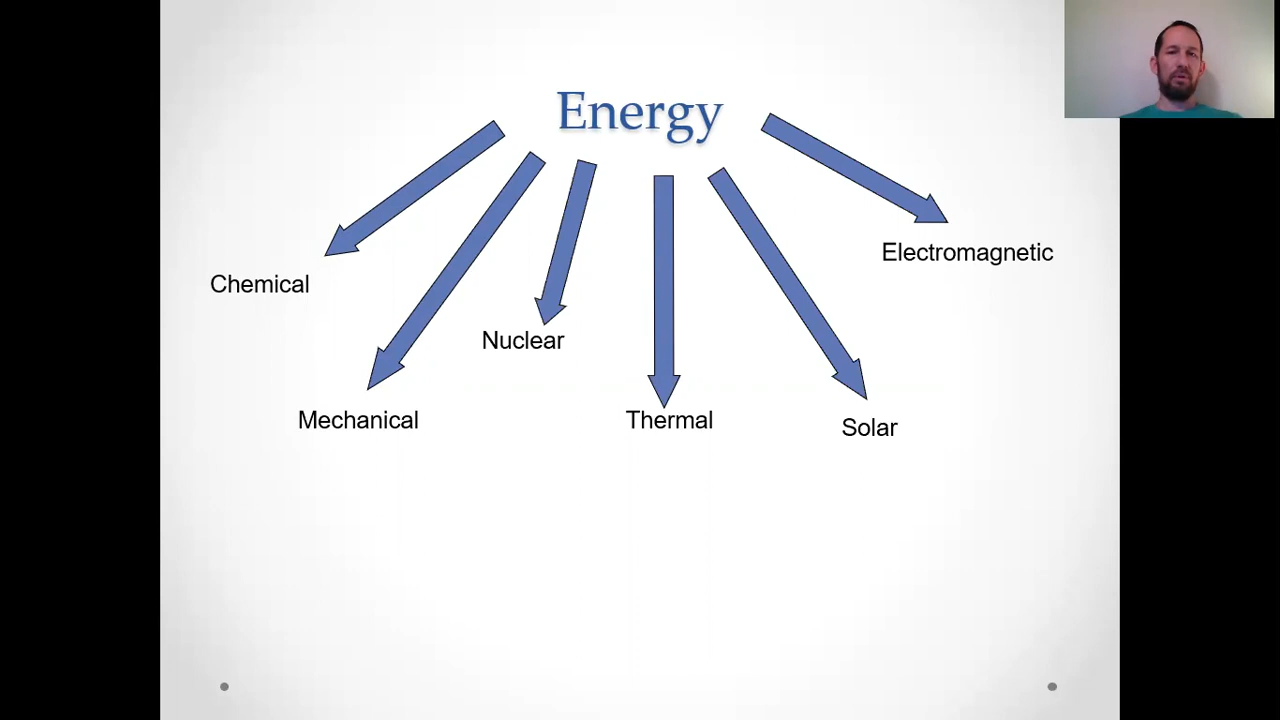 Energy
Electromagnetic
Chemical
Nuclear
Mechanical
Thermal
Solar